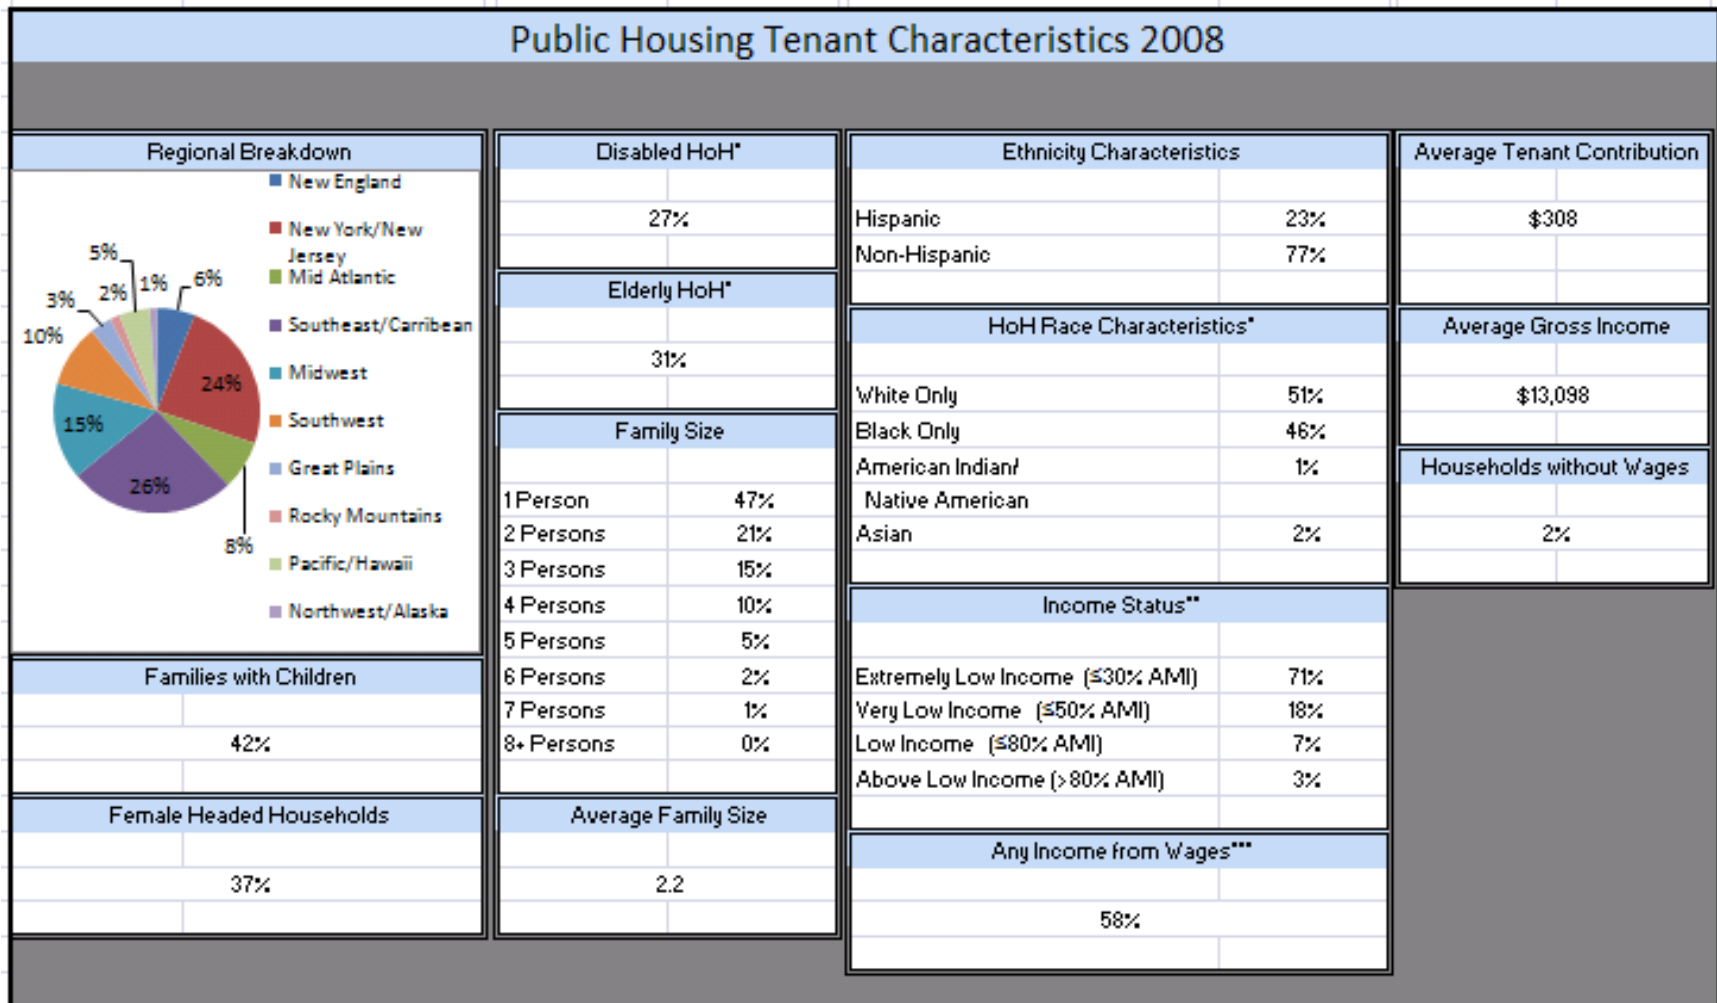 Public Housing Tenant Characteristics 2008
Regional Breakdown
New England
New York/New
Jersey
Mid Atlantic
Southeast/Carribean
Midwest
Southwest
Great Plains
Rocky Mountains
Pacific/Hawaii
Northwest/Alaska
5%
3%
2%
1%
6%
10%
24%
15%
26%
8%
Families with Children
42%
Female Headed Households
37%
Disabled HoH*
27%
Elderly HoH*
31%
Family Size
1 Person 47%
2 Persons 21%
3 Persons 15%
4 Persons 10%
5 Persons 5%
6 Persons 2%
7 Persons 1%
8+ Persons 0%
Average Family Size
2.2
Ethnicity Characteristics
Hispanic 23%
Non-Hispanic 77%
HoH Race Characteristics*
White Only 51%
Black Only 46%
American Indian/ 1%
Native American
Asian 2%
Income Status**
Extremely Low Income (≤30% AMI) 71%
Very Low Income (≤50% AMI) 18%
Low Income (≤80% AMI) 7%
Above Low Income (>80% AMI) 3%
Any Income from Wages***
58%
Average Tenant Contribution
$308
Average Gross Income
$13,098
Households without Wages
2%